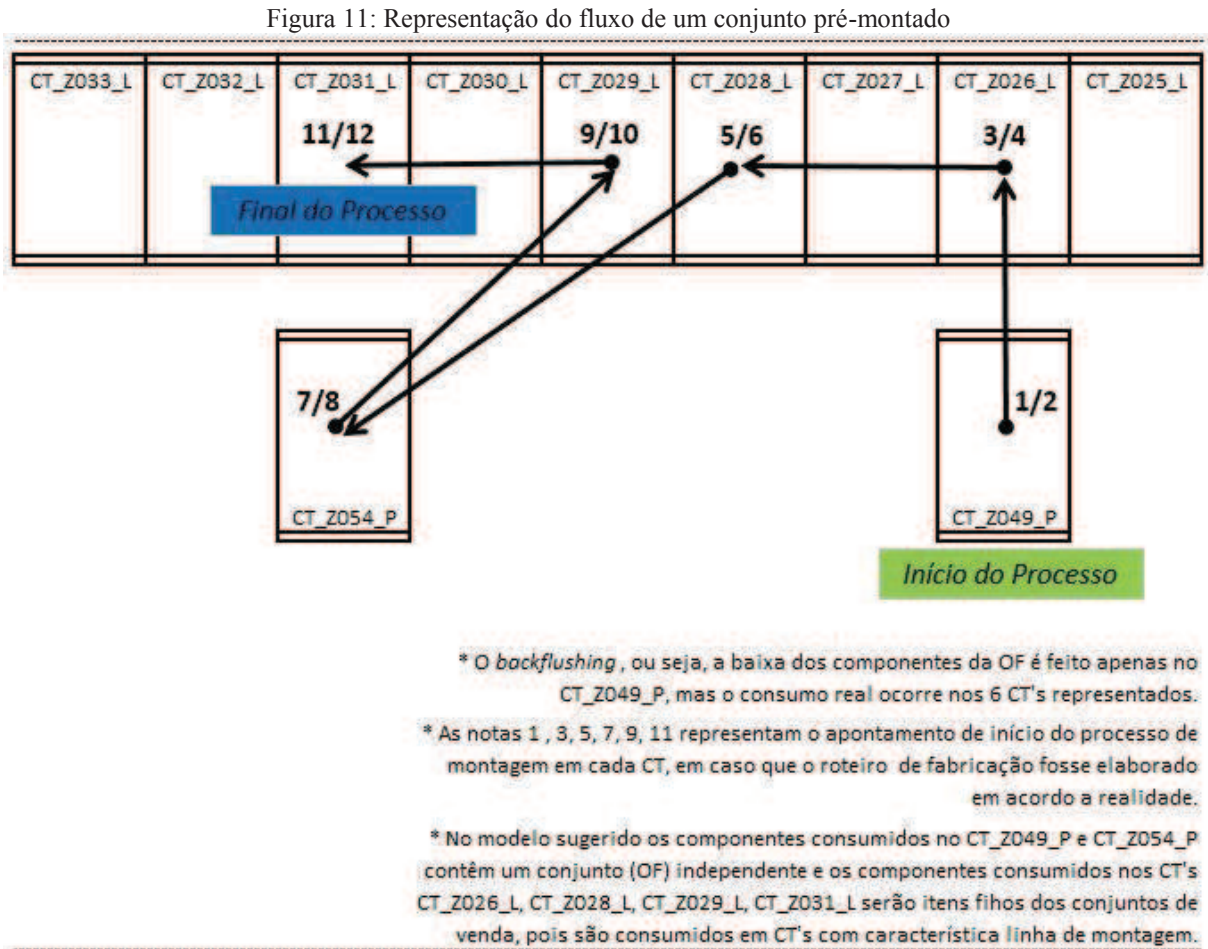 Figura 11: Representação do fluxo de um conjunto pré-montado
CT_Z033_L CT_Z032_L CT_Z031_L CT_Z030_L CT_Z029_L CT_Z028_L CT_Z027_L CT_Z026_L CT_Z025_L
11/12 9/10 5/6 3/4
Final do Processo
7/8 1/2
CT_Z054_P CT_Z049_P
Início do Processo
* O backflushing , ou seja, a baixa dos componentes da OF é feito apenas no
CT_Z049_P, mas o consumo real ocorre nos 6 CT's representados.
* As notas 1 , 3, 5, 7, 9, 11 representam o apontamento de início do processo de
montagem em cada CT, em caso que o roteiro de fabricação fosse elaborado
em acordo a realidade.
* No modelo sugerido os componentes consumidos no CT_Z049_P e CT_Z054_P
contêm um conjunto (OF) independente e os componentes consumidos nos CT's
CT_Z026_L, CT_Z028_L, CT_Z029_L, CT_Z031_L serão itens fihos dos conjuntos de
venda, pois são consumidos em CT's com característica linha de montagem.